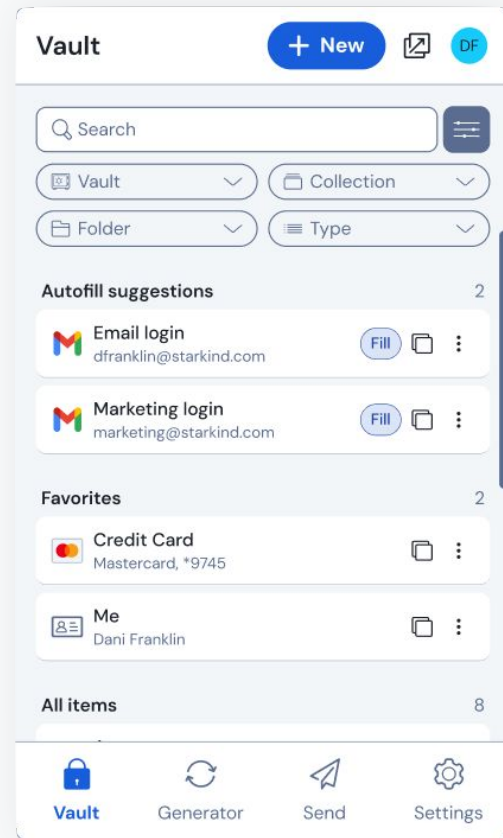 Vault
New
DF
Search
Vault
Collection
Folder
Type
Autofill suggestions 2
Email login
dfranklin@starkind.com
Fill
Marketing login
marketing@starkind.com
Fill
Favorites 2
Credit Card
Mastercard, *9745
Me
Dani Franklin
All items 8
Vault
Generator
Send
Settings